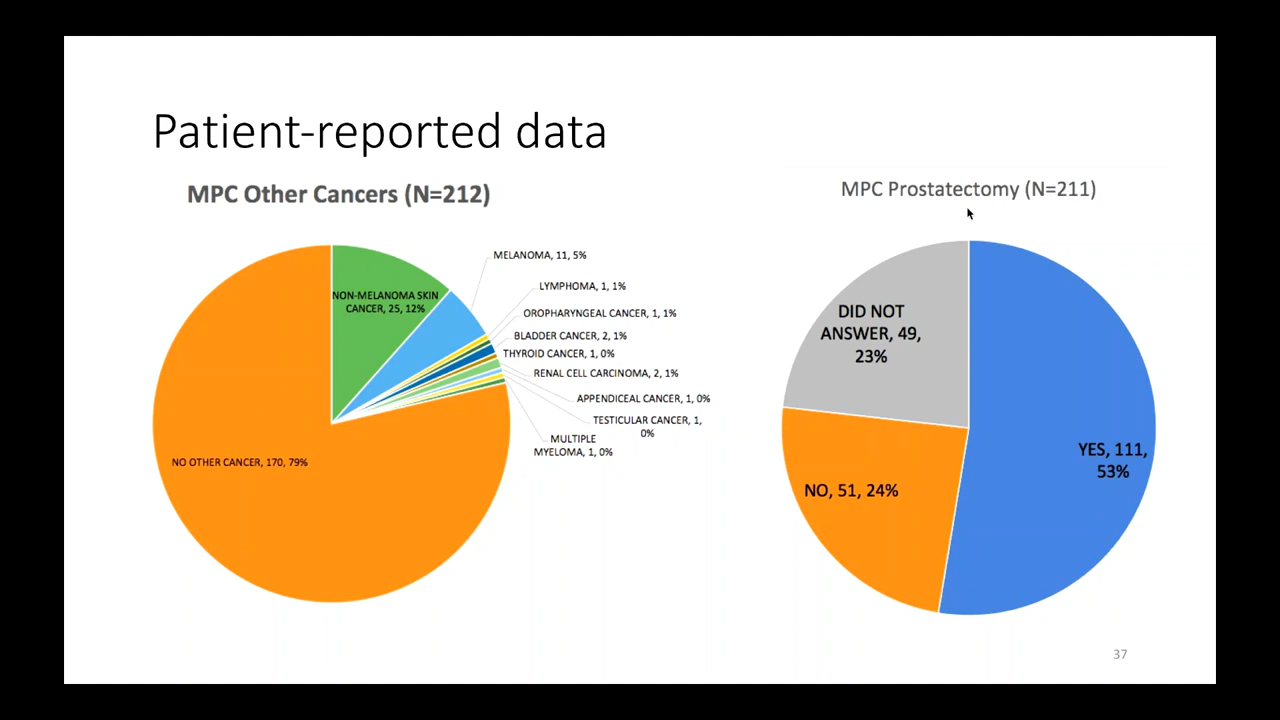 Patient-reported data
MPC Other Cancers (N=212)
NON-MELANOMA SKIN
CANCER, 25, 12%
MELANOMA, 11, 5%
LYMPHOMA, 1, 1%
OROPHARYNGEAL CANCER, 1, 1%
BLADDER CANCER, 2, 1%
THYROID CANCER, 1, 0%
RENAL CELL CARCINOMA, 2, 1%
APPENDICEAL CANCER, 1, 0%
TESTICULAR CANCER, 1,
0%
MULTIPLE
MYELOMA, 1, 0%
NO OTHER CANCER, 170, 79%
MPC Prostatectomy (N=211)
DID NOT
ANSWER, 49,
23%
YES, 111,
53%
NO, 51, 24%
37